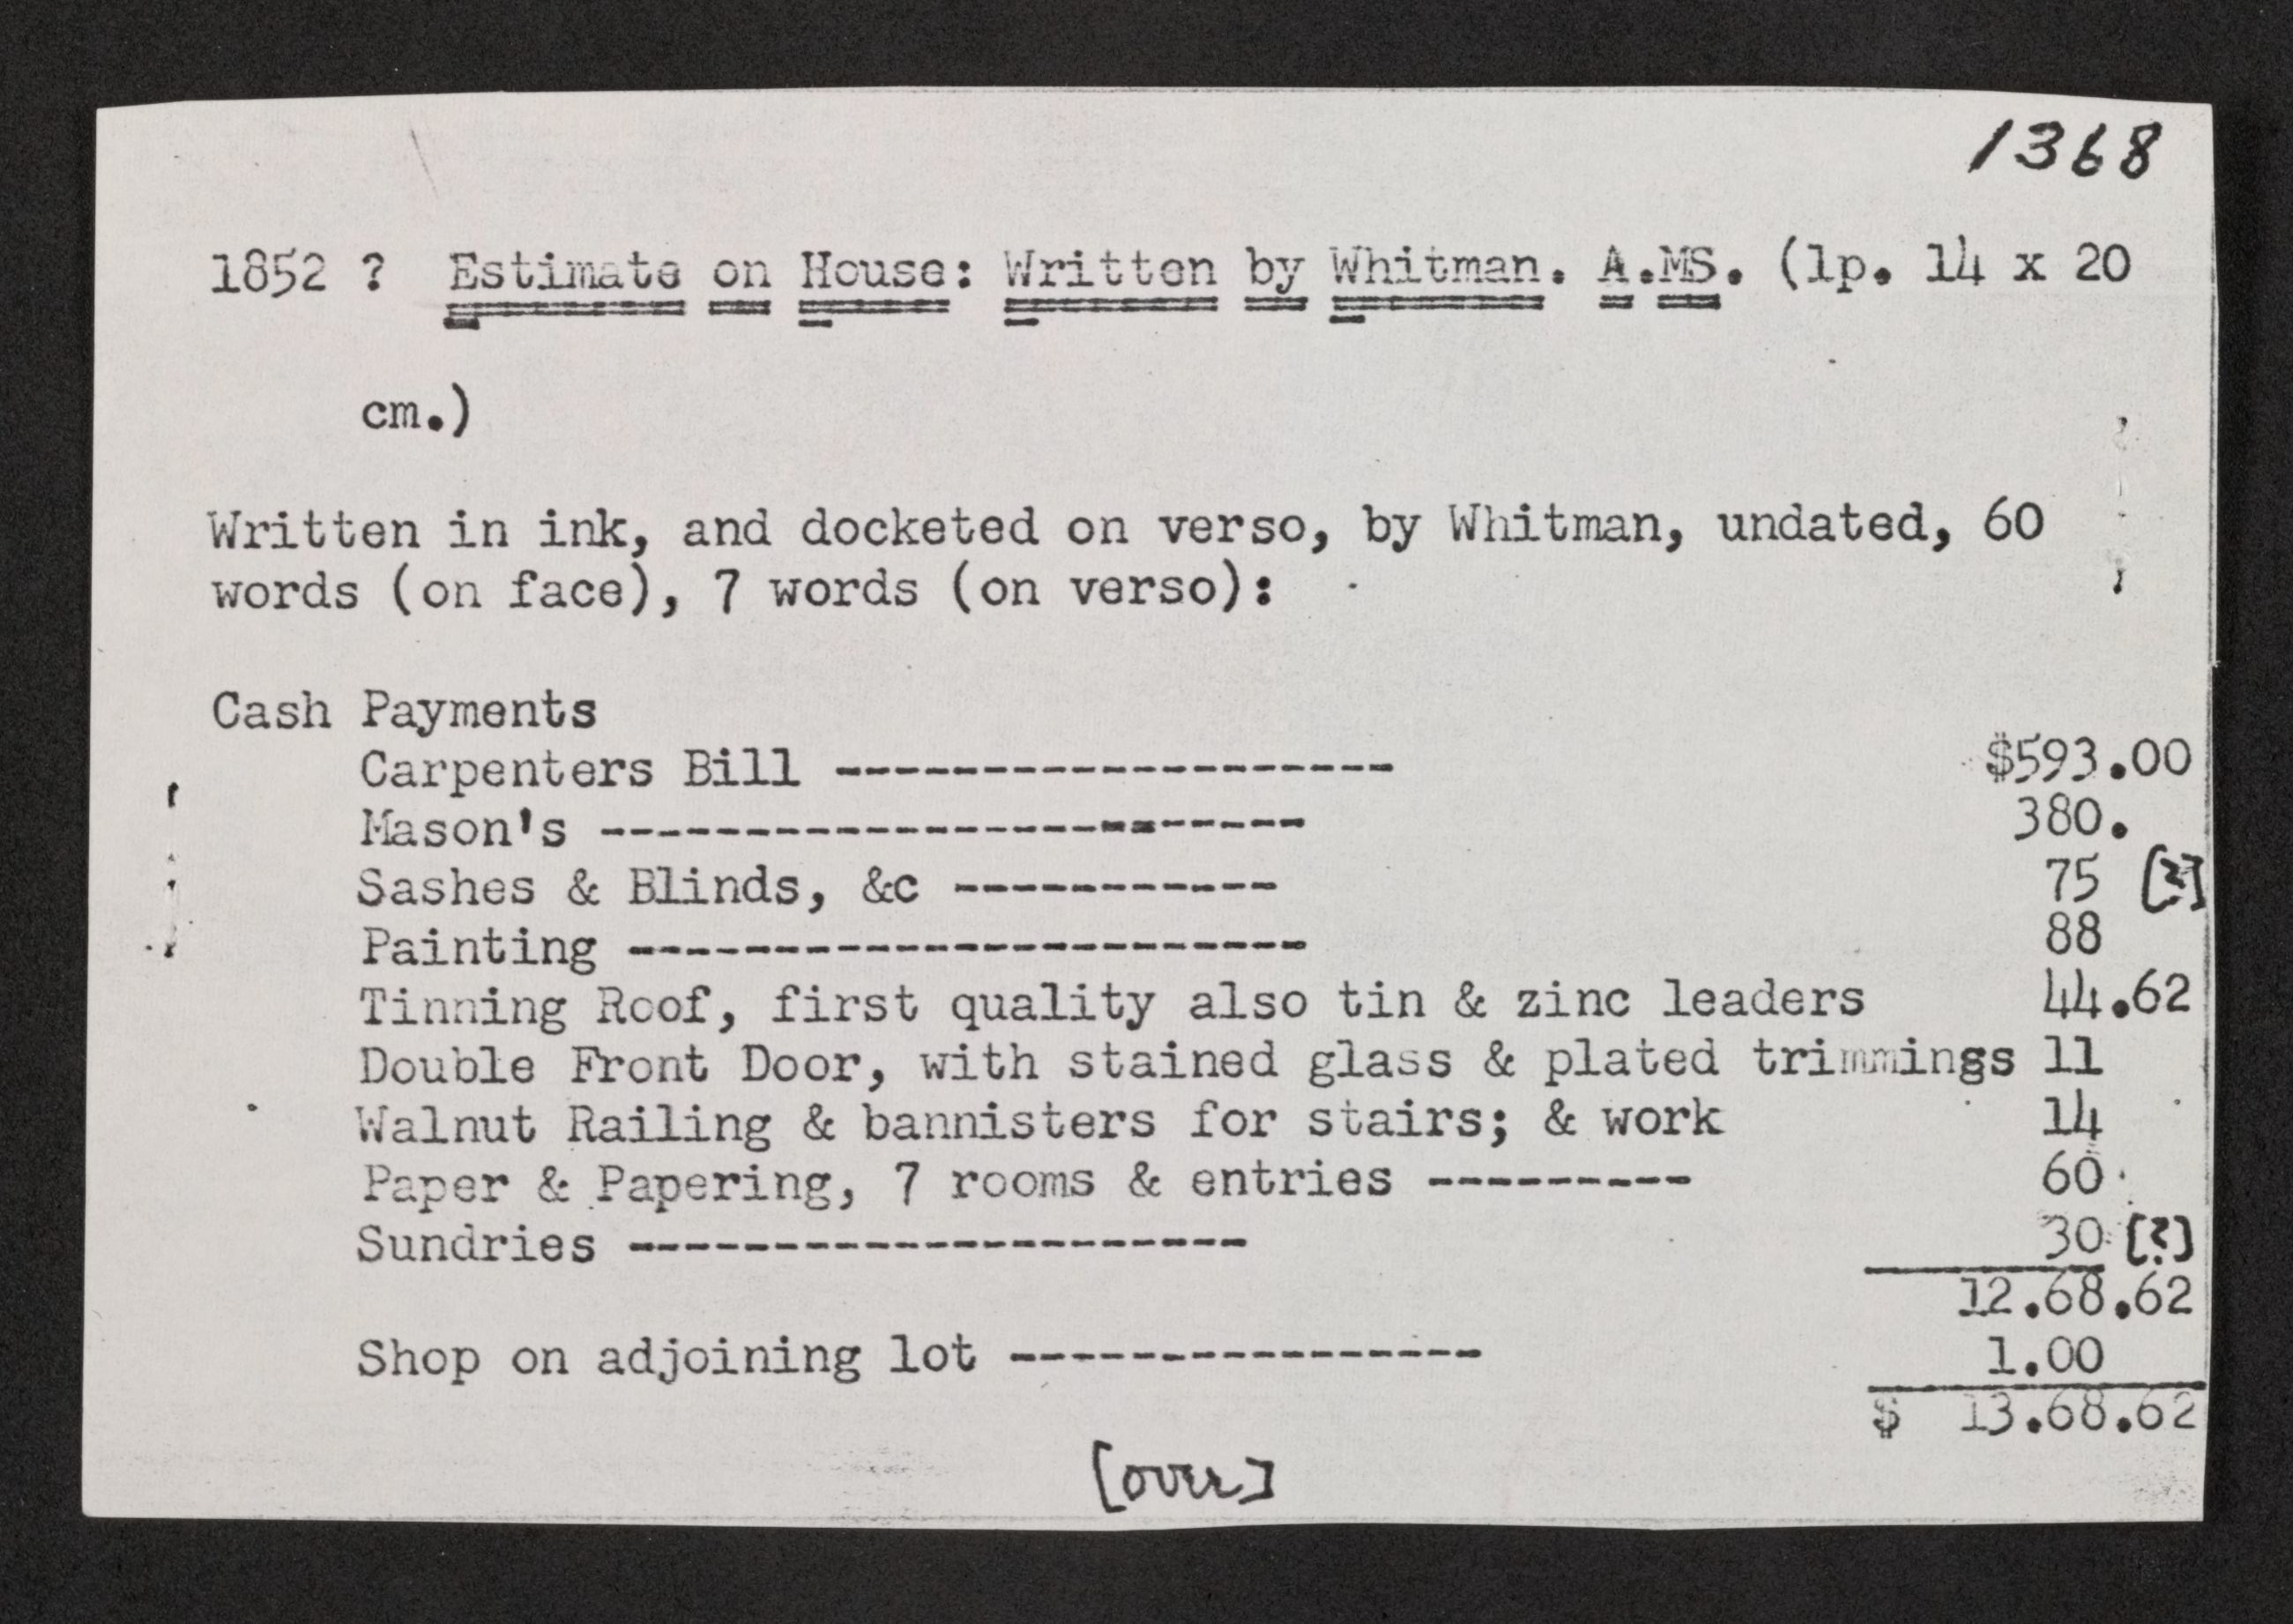 1368
1852 ? Estimate on House: Written by Whitman. A.MS. (1p. 14 x 20
cm.)
Written in ink, and docketed on verso, by Whitman, undated, 60
words (on face), 7 words (on verso):
Cash Payments
Carpenters Bill ------------------- $593.00
Mason's ------------------------ 380.
Sashes & Blinds, &c ----------- 75 [?]
Painting ----------------------- 88
Tinning Roof, first quality also tin & zinc leaders 44.62
Double Front Door, with stained glass & plated trimmings 11
Walnut Railing & bannisters for stairs; & work 14
Paper & Papering, 7 rooms & entries --------- 60
Sundries --------------------- 30 [?]
12.68.62
Shop on adjoining lot ---------------- 1.00
$ 13.68.62
[over]